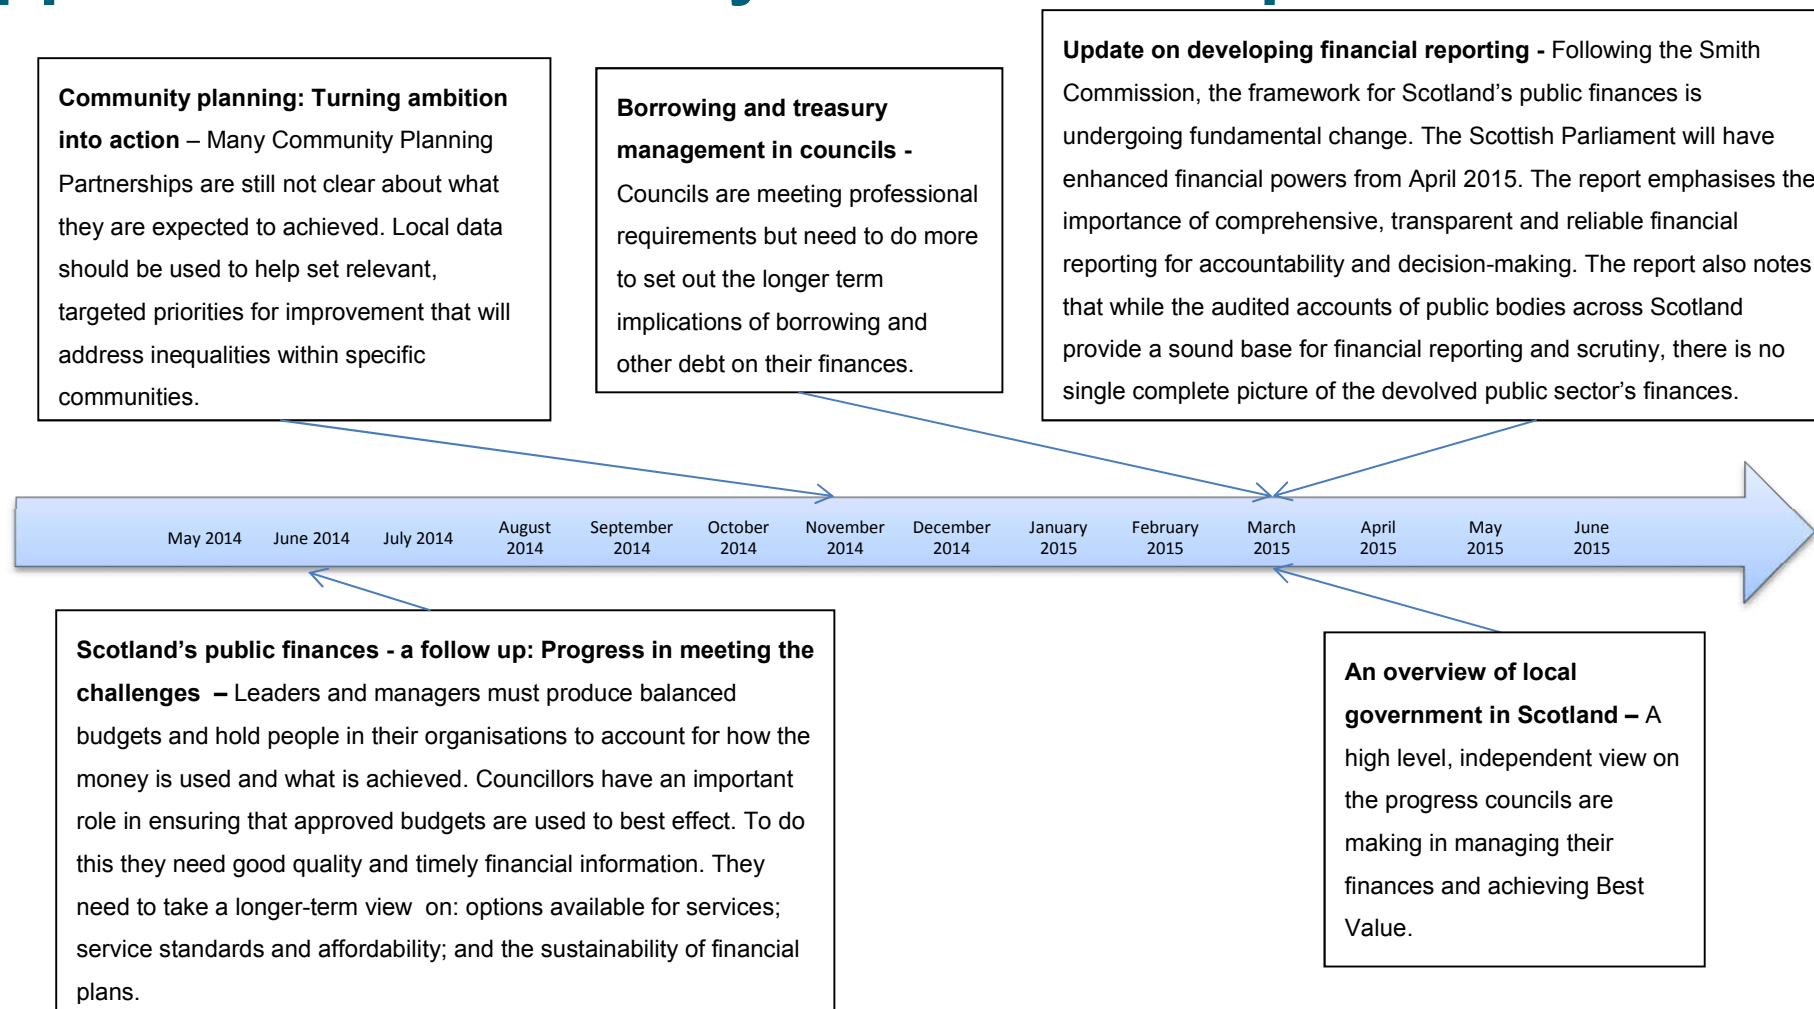 Community planning: Turning ambition
into action – Many Community Planning
Partnerships are still not clear about what
they are expected to achieved. Local data
should be used to help set relevant,
targeted priorities for improvement that will
address inequalities within specific
communities.
Borrowing and treasury
management in councils -
Councils are meeting professional
requirements but need to do more
to set out the longer term
implications of borrowing and
other debt on their finances.
Update on developing financial reporting - Following the Smith
Commission, the framework for Scotland’s public finances is
undergoing fundamental change. The Scottish Parliament will have
enhanced financial powers from April 2015. The report emphasises the
importance of comprehensive, transparent and reliable financial
reporting for accountability and decision-making. The report also notes
that while the audited accounts of public bodies across Scotland
provide a sound base for financial reporting and scrutiny, there is no
single complete picture of the devolved public sector’s finances.
May 2014
June 2014
July 2014
August
2014
September
2014
October
2014
November
2014
December
2014
January
2015
February
2015
March
2015
April
2015
May
2015
June
2015
Scotland’s public finances - a follow up: Progress in meeting the
challenges – Leaders and managers must produce balanced
budgets and hold people in their organisations to account for how the
money is used and what is achieved. Councillors have an important
role in ensuring that approved budgets are used to best effect. To do
this they need good quality and timely financial information. They
need to take a longer-term view on: options available for services;
service standards and affordability; and the sustainability of financial
plans.
An overview of local
government in Scotland – A
high level, independent view on
the progress councils are
making in managing their
finances and achieving Best
Value.